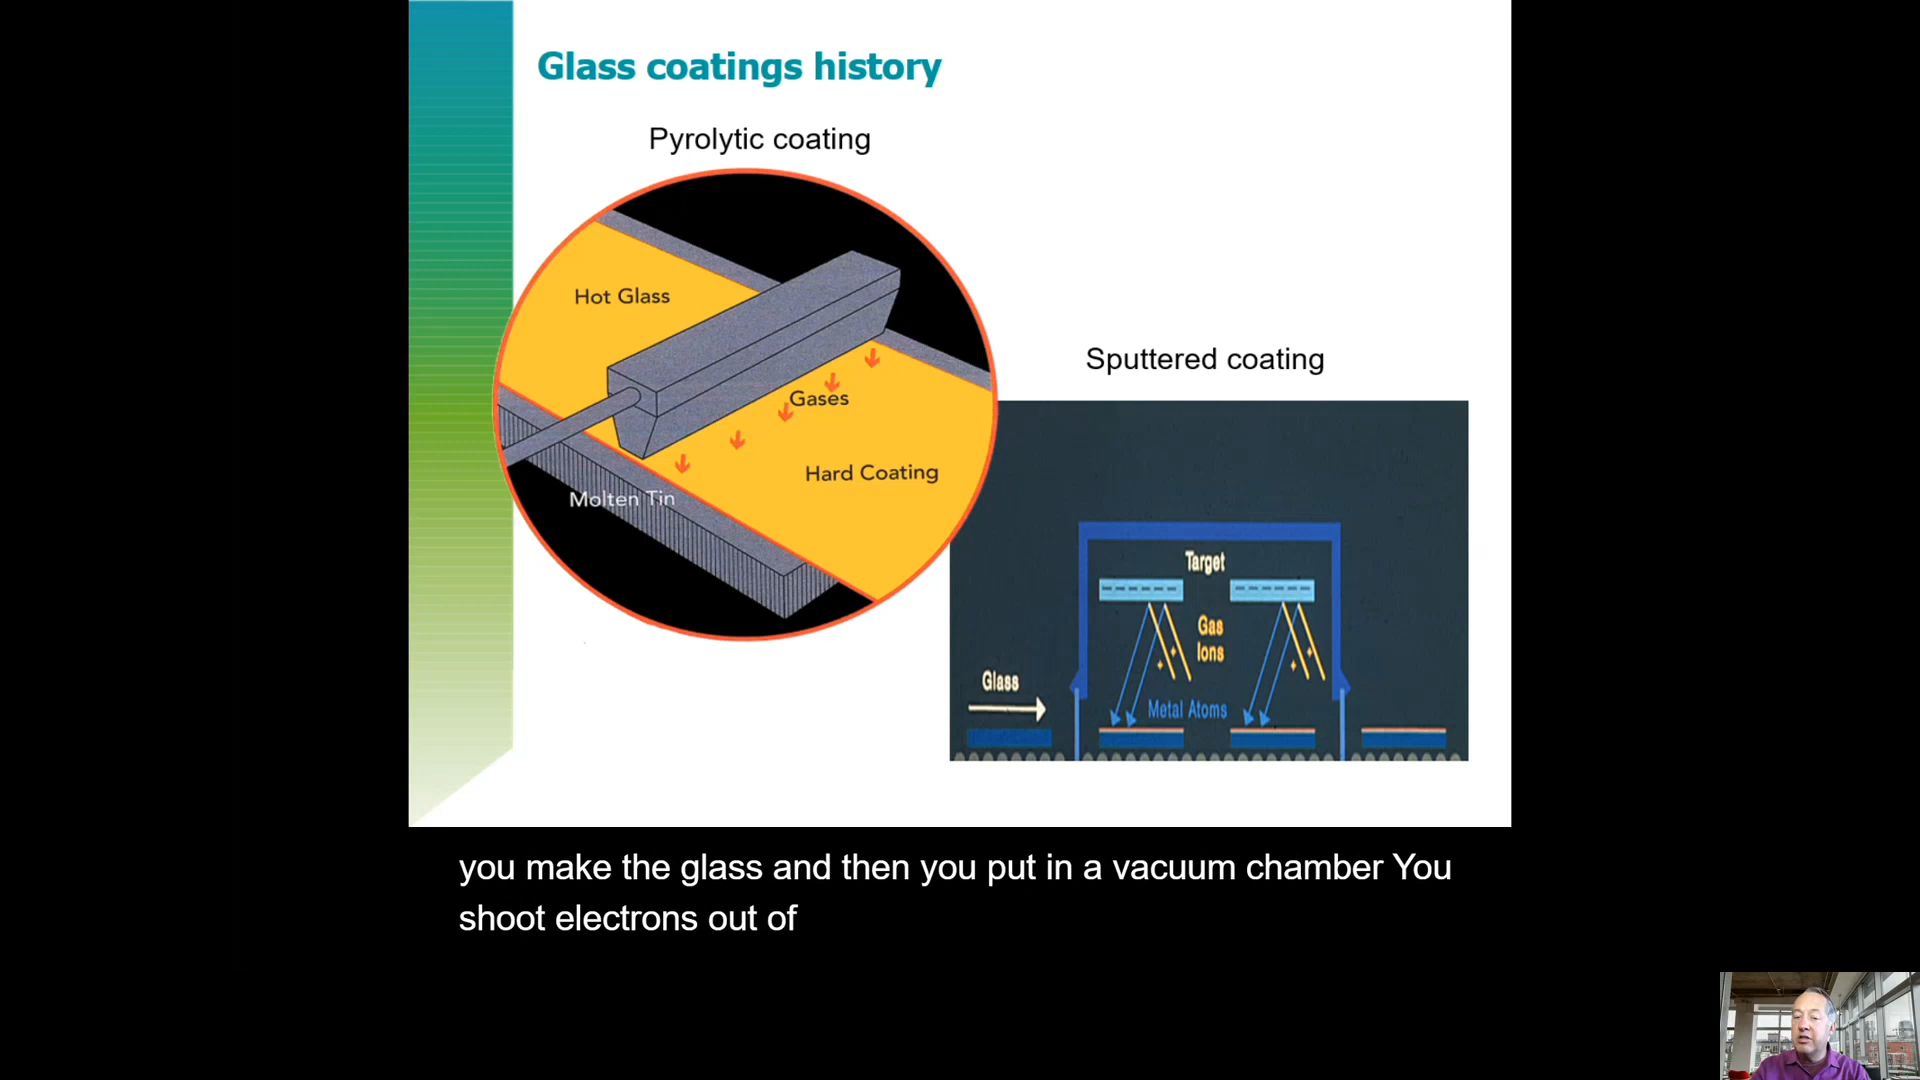 Glass coatings history
Pyrolytic coating
Hot Glass
Gases
Hard Coating
Molten Tin
Sputtered coating
Target
Gas
Ions
Glass
Metal Atoms
you make the glass and then you put in a vacuum chamber You
shoot electrons out of